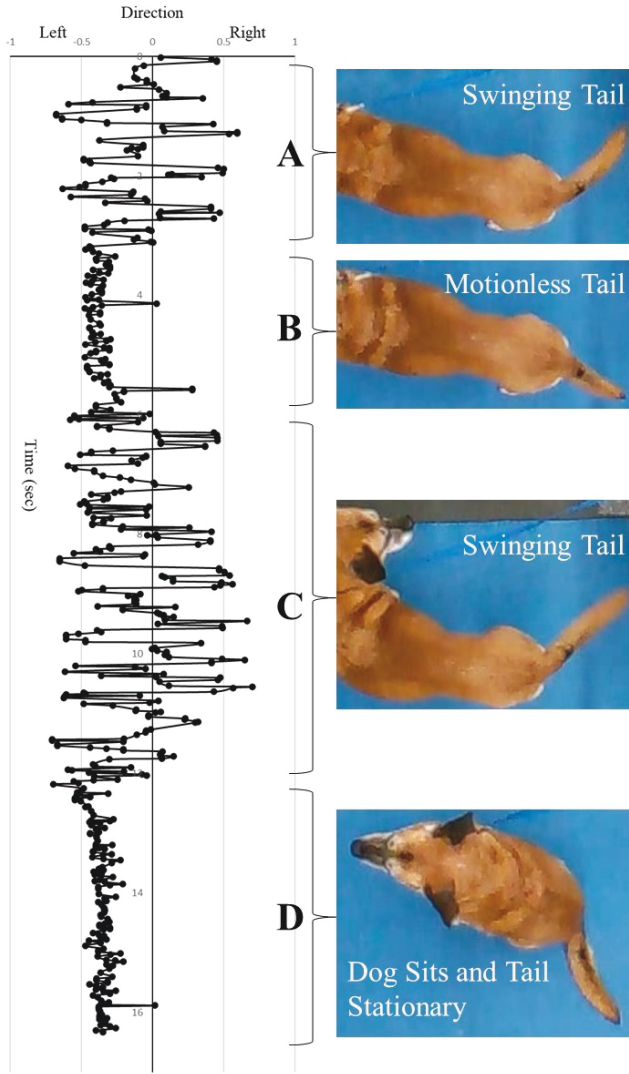 Direction
Left
Right
-1
-0.5
0
0.5
1
Swinging Tail
A
4
Motionless Tail
B
Time (sec)
8
Swinging Tail
C
10
14
D
Dog Sits and Tail
Stationary
16